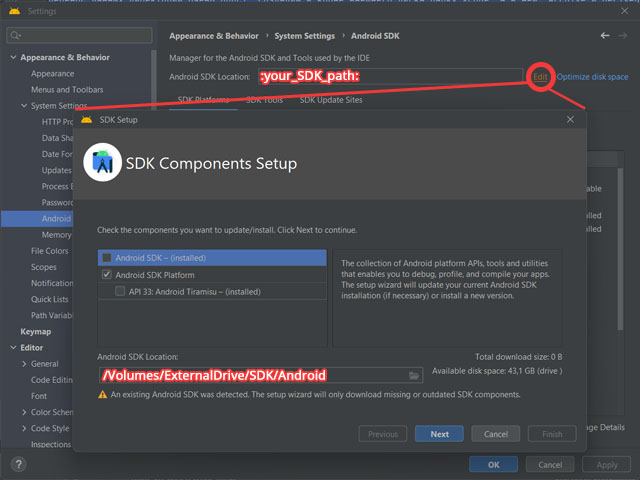 Settings
Appearance & Behavior
Appearance
Menus and Toolbars
System Settings
HTTP Pro
Data Sha
Date For
Updates
Process E
Password
Android
Memory
File Colors
Scopes
Notification
Quick Lists
Path Variabl
Keymap
Editor
General
Code Editin
Font
Color Schem
Code Style
Inspections
Appearance & Behavior > System Settings > Android SDK
Manager for the Android SDK and Tools used by the IDE
Android SDK Location: :your_SDK_path: Edit Optimize disk space
SDK Platforms SDK Tools SDK Update Sites
SDK Setup
SDK Components Setup
Check the components you want to update/install. Click Next to continue.
Android SDK – (installed)
Android SDK Platform
API 33: Android Tiramisu – (installed)
The collection of Android platform APIs, tools and utilities
that enables you to debug, profile, and compile your apps.
The setup wizard will update your current Android SDK
installation (if necessary) or install a new version.
Android SDK Location:
/Volumes/ExternalDrive/SDK/Android
Total download size: 0 B
Available disk space: 43,1 GB (drive )
An existing Android SDK was detected. The setup wizard will only download missing or outdated SDK components.
Previous Next Cancel Finish
able
lled
lled
age Details
? OK Cancel Apply